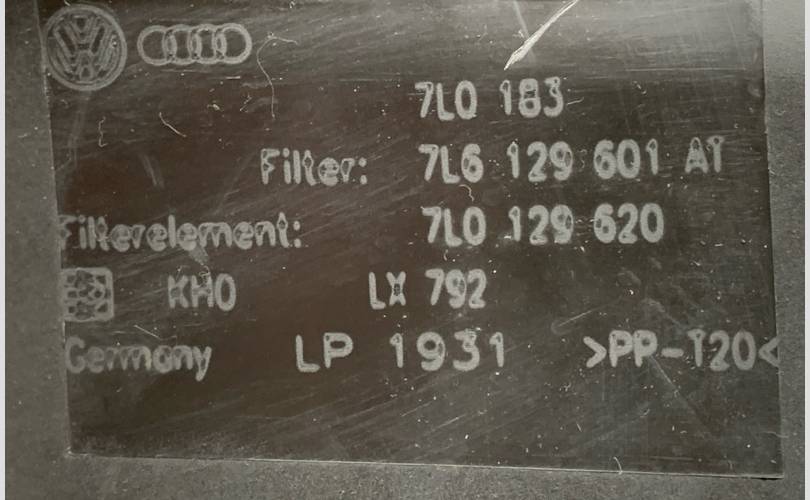 7L0 183
Filter: 7L6 129 601 AT
Filterelement: 7L0 129 620
KHO LX 792
Germany LP 1931 >PP-T20<